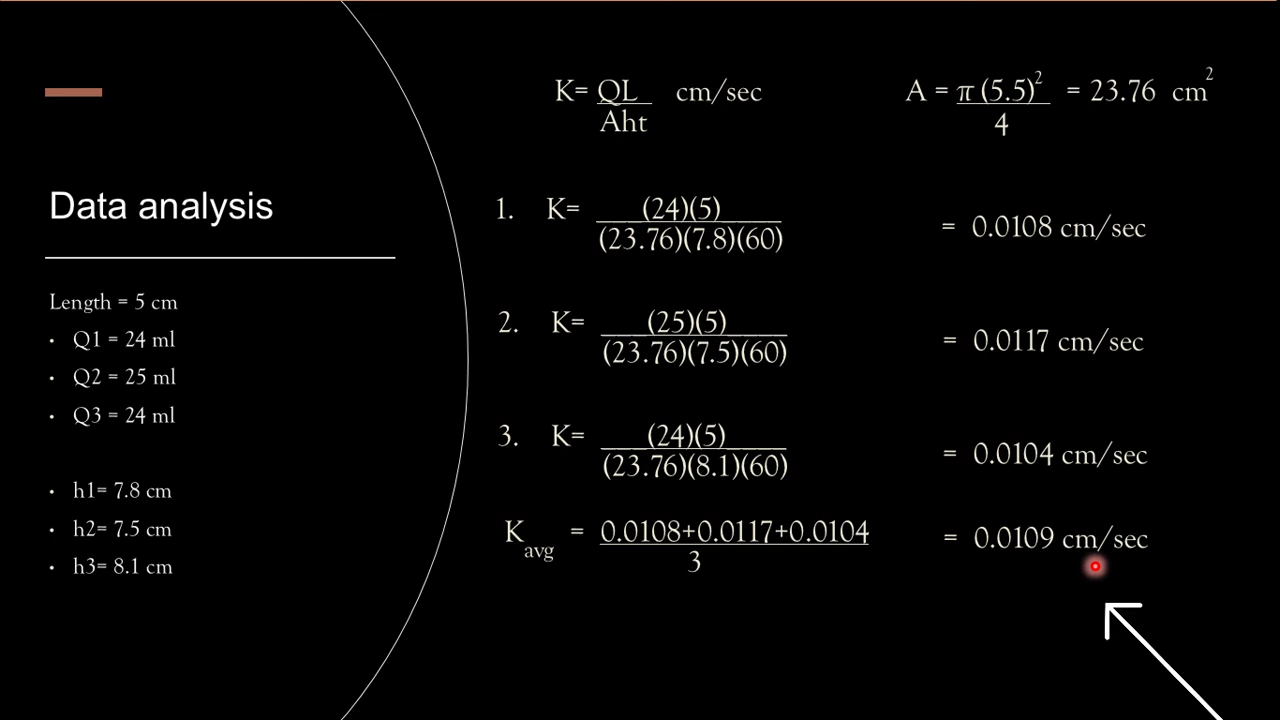 Data analysis
Length = 5 cm
• Q1 = 24 ml
• Q2 = 25 ml
• Q3 = 24 ml
• h1= 7.8 cm
• h2= 7.5 cm
• h3= 8.1 cm
K= QL cm/sec
Aht
A = π (5.5)² = 23.76 cm²
4
1. K= (24)(5) = 0.0108 cm/sec
(23.76)(7.8)(60)
2. K= (25)(5) = 0.0117 cm/sec
(23.76)(7.5)(60)
3. K= (24)(5) = 0.0104 cm/sec
(23.76)(8.1)(60)
Kavg = 0.0108+0.0117+0.0104 = 0.0109 cm/sec
3